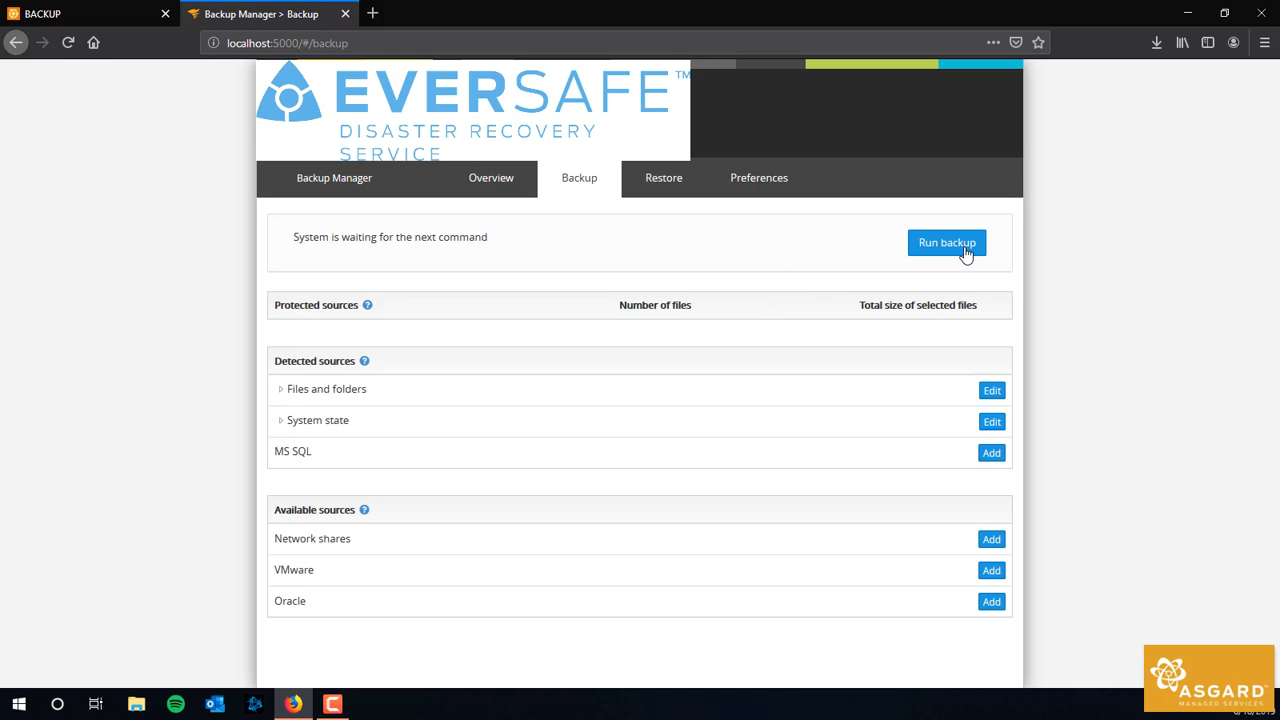 BACKUP
Backup Manager > Backup
localhost:5000/#/backup
EVERSAFE™
DISASTER RECOVERY
SERVICE
Backup Manager Overview Backup Restore Preferences
System is waiting for the next command
Run backup
Protected sources ? Number of files Total size of selected files
Detected sources ?
Files and folders Edit
System state Edit
MS SQL Add
Available sources ?
Network shares Add
VMware Add
Oracle Add
ASGARD
MANAGED SERVICES